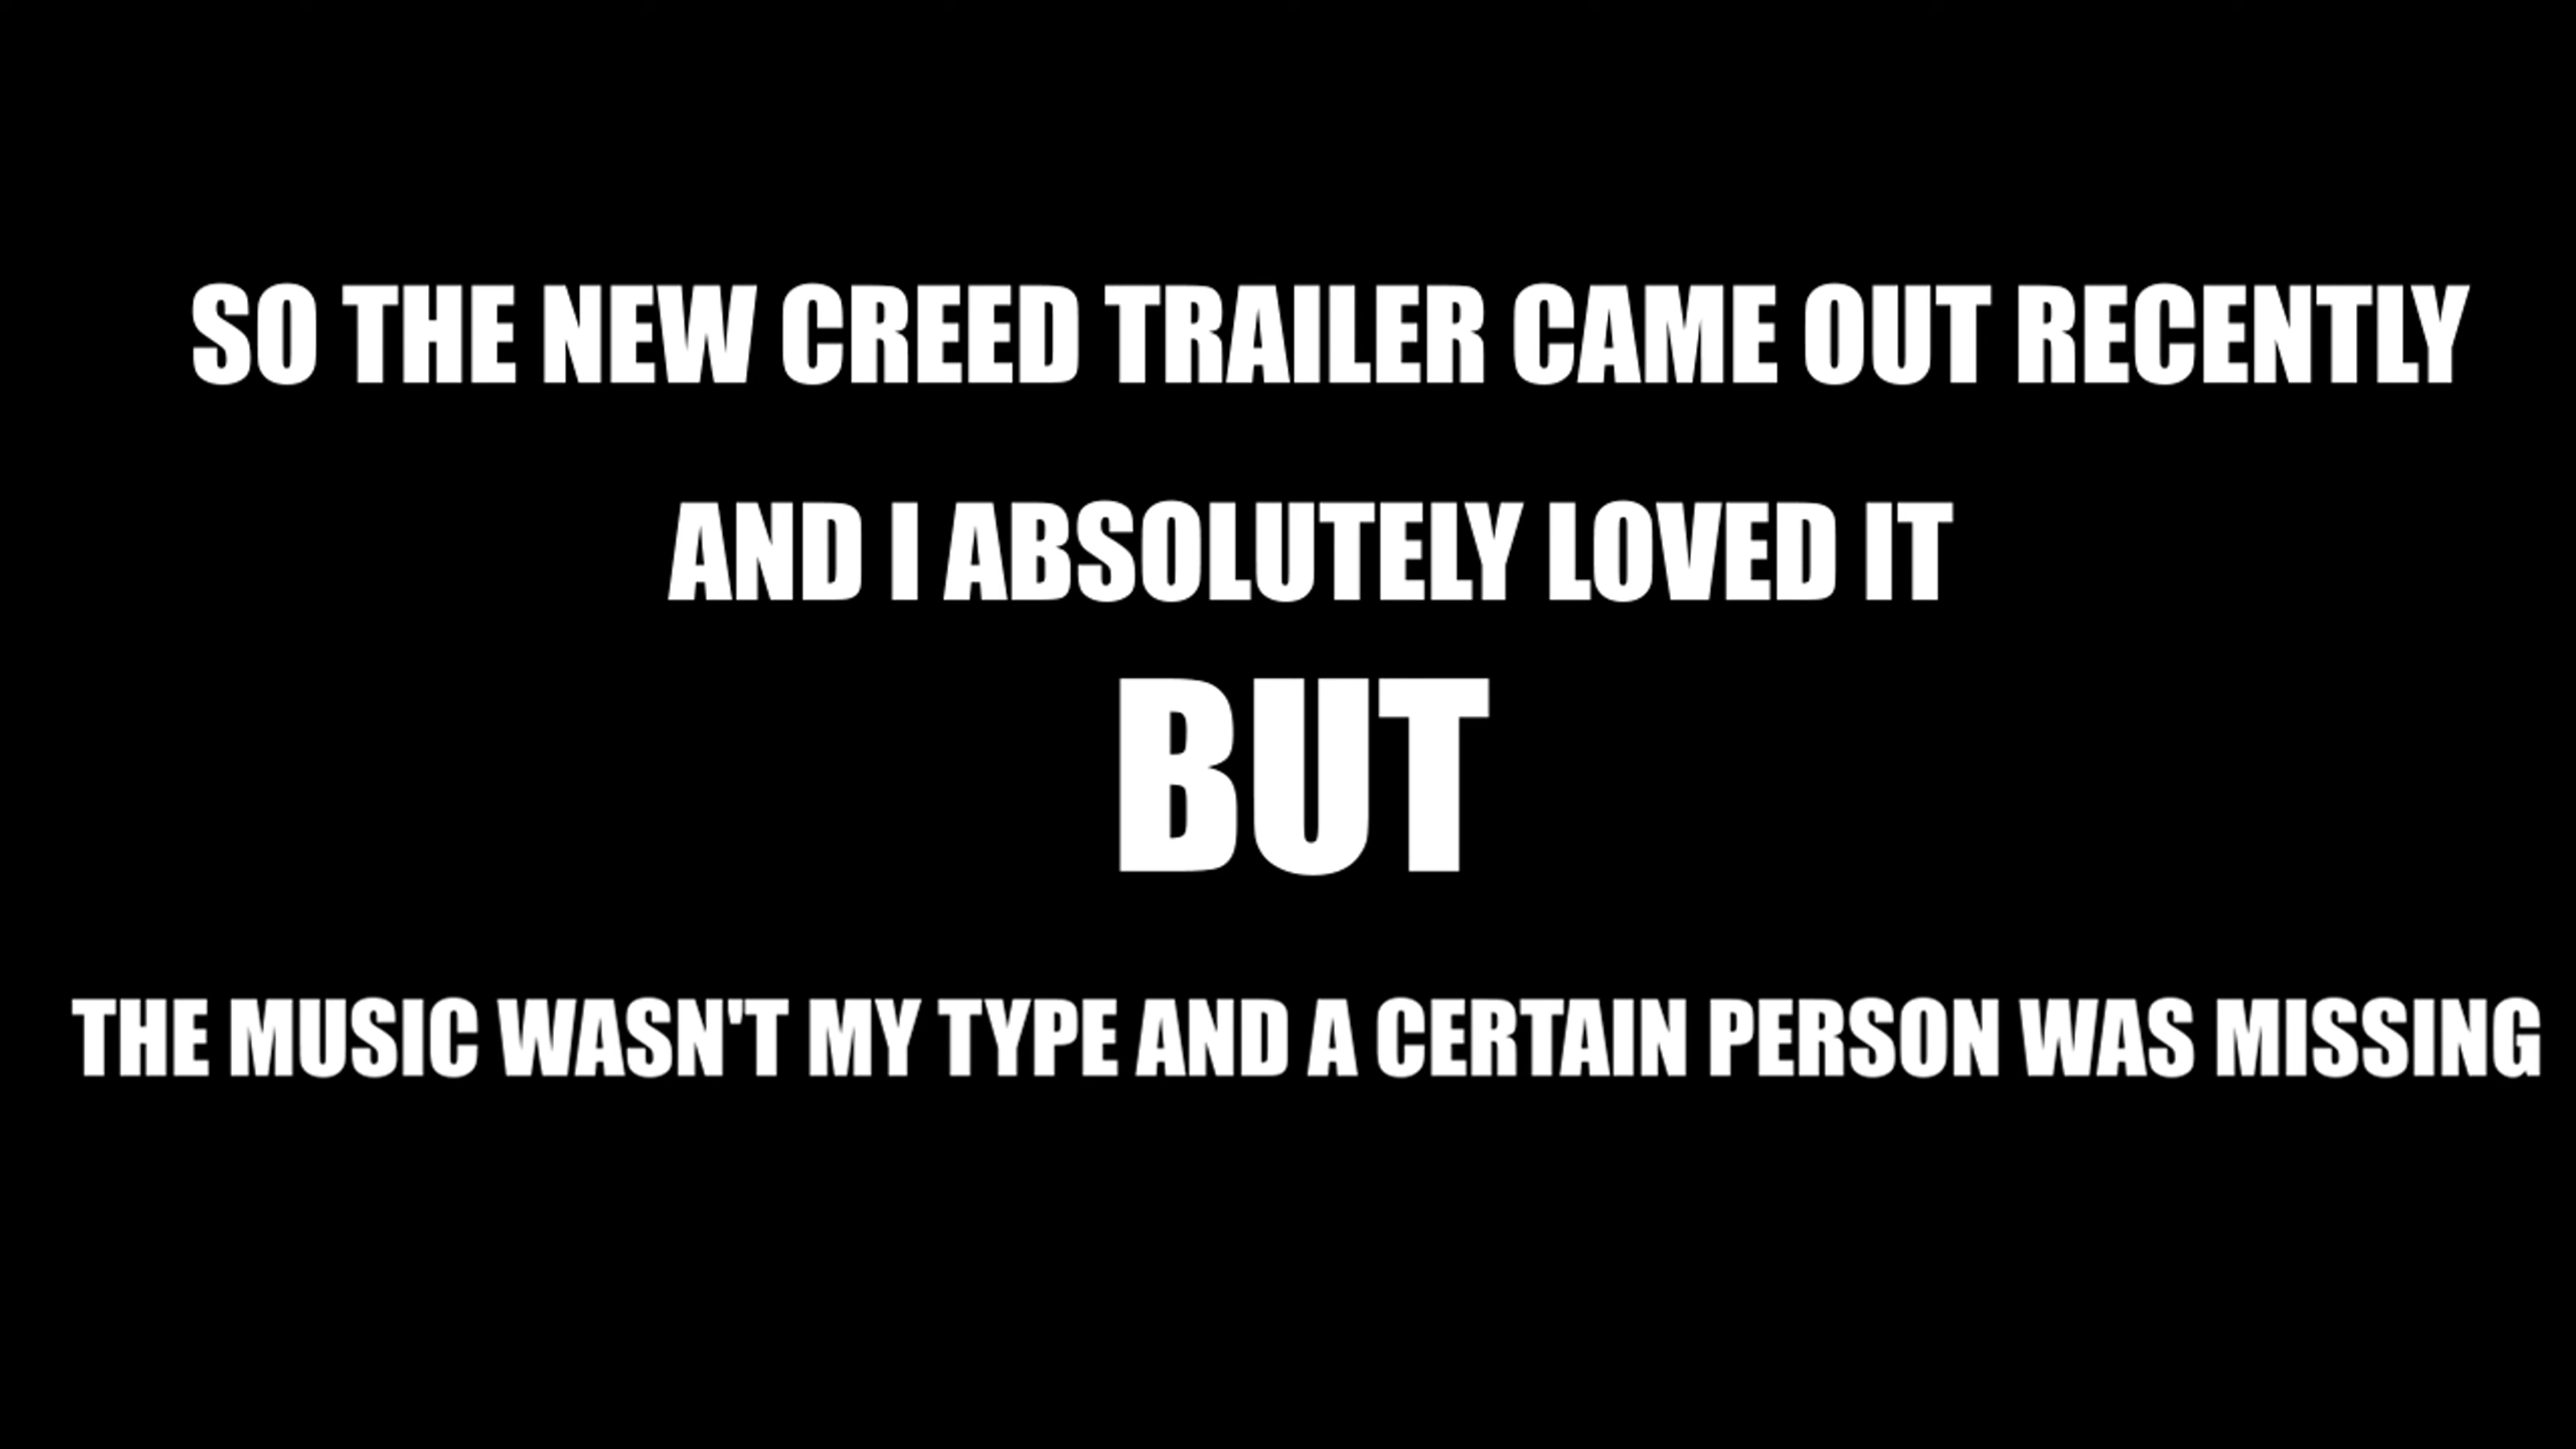 SO THE NEW CREED TRAILER CAME OUT RECENTLY
AND I ABSOLUTELY LOVED IT
BUT
THE MUSIC WASN'T MY TYPE AND A CERTAIN PERSON WAS MISSING